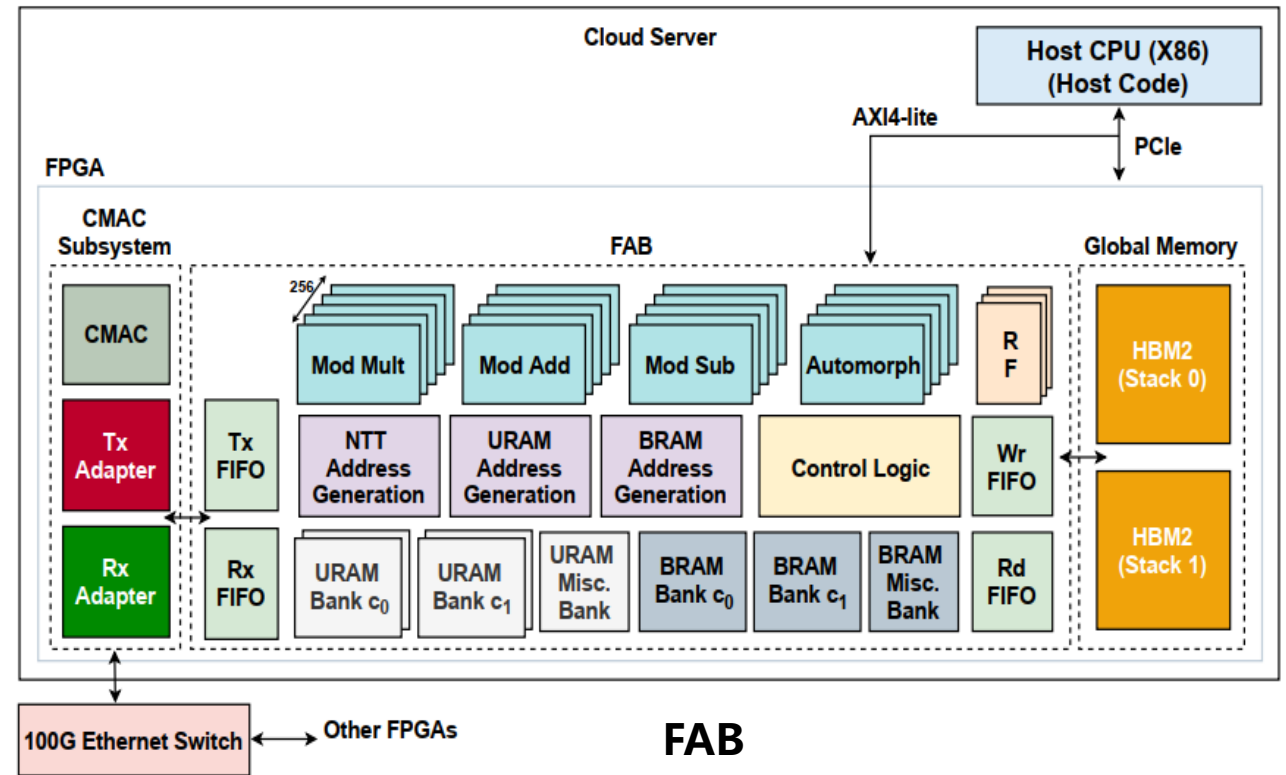 Cloud Server
Host CPU (X86)
(Host Code)
AXI4-lite
PCIe
FPGA
CMAC
Subsystem
FAB
Global Memory
CMAC
256
Mod Mult
Mod Add
Mod Sub
Automorph
R
F
HBM2
(Stack 0)
Tx
Adapter
Tx
FIFO
NTT
Address
Generation
URAM
Address
Generation
BRAM
Address
Generation
Control Logic
Wr
FIFO
HBM2
(Stack 1)
Rx
Adapter
Rx
FIFO
URAM
Bank c₀
URAM
Bank c₁
URAM
Misc.
Bank
BRAM
Bank c₀
BRAM
Bank c₁
BRAM
Misc.
Bank
Rd
FIFO
100G Ethernet Switch
Other FPGAs
FAB